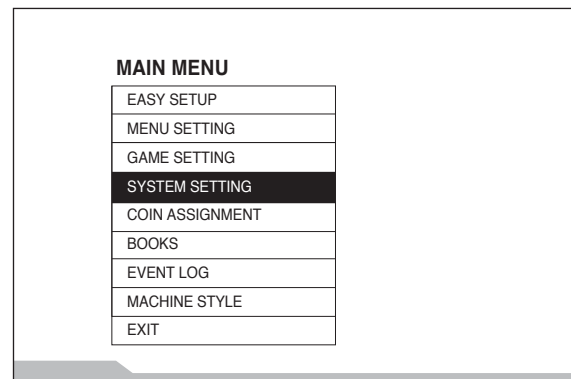 MAIN MENU
EASY SETUP
MENU SETTING
GAME SETTING
SYSTEM SETTING
COIN ASSIGNMENT
BOOKS
EVENT LOG
MACHINE STYLE
EXIT